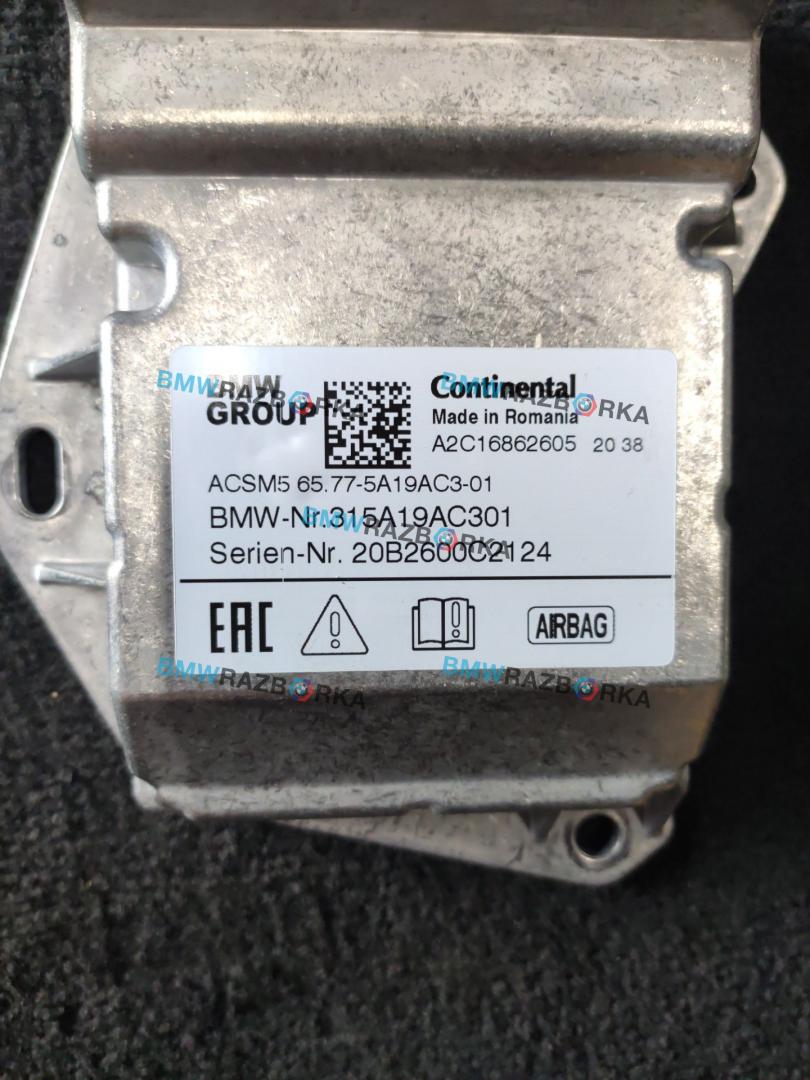 BMW
GROUP
Continental
Made in Romania
A2C16862605 20 38
ACSM5 65.77-5A19AC3-01
BMW-Nr.315A19AC301
Serien-Nr. 20B2600C2124
EAC
AIRBAG
BMWRAZBORKA
BMWRAZBORKA
BMWRAZBORKA
BMWRAZBORKA
BMWRAZBORKA